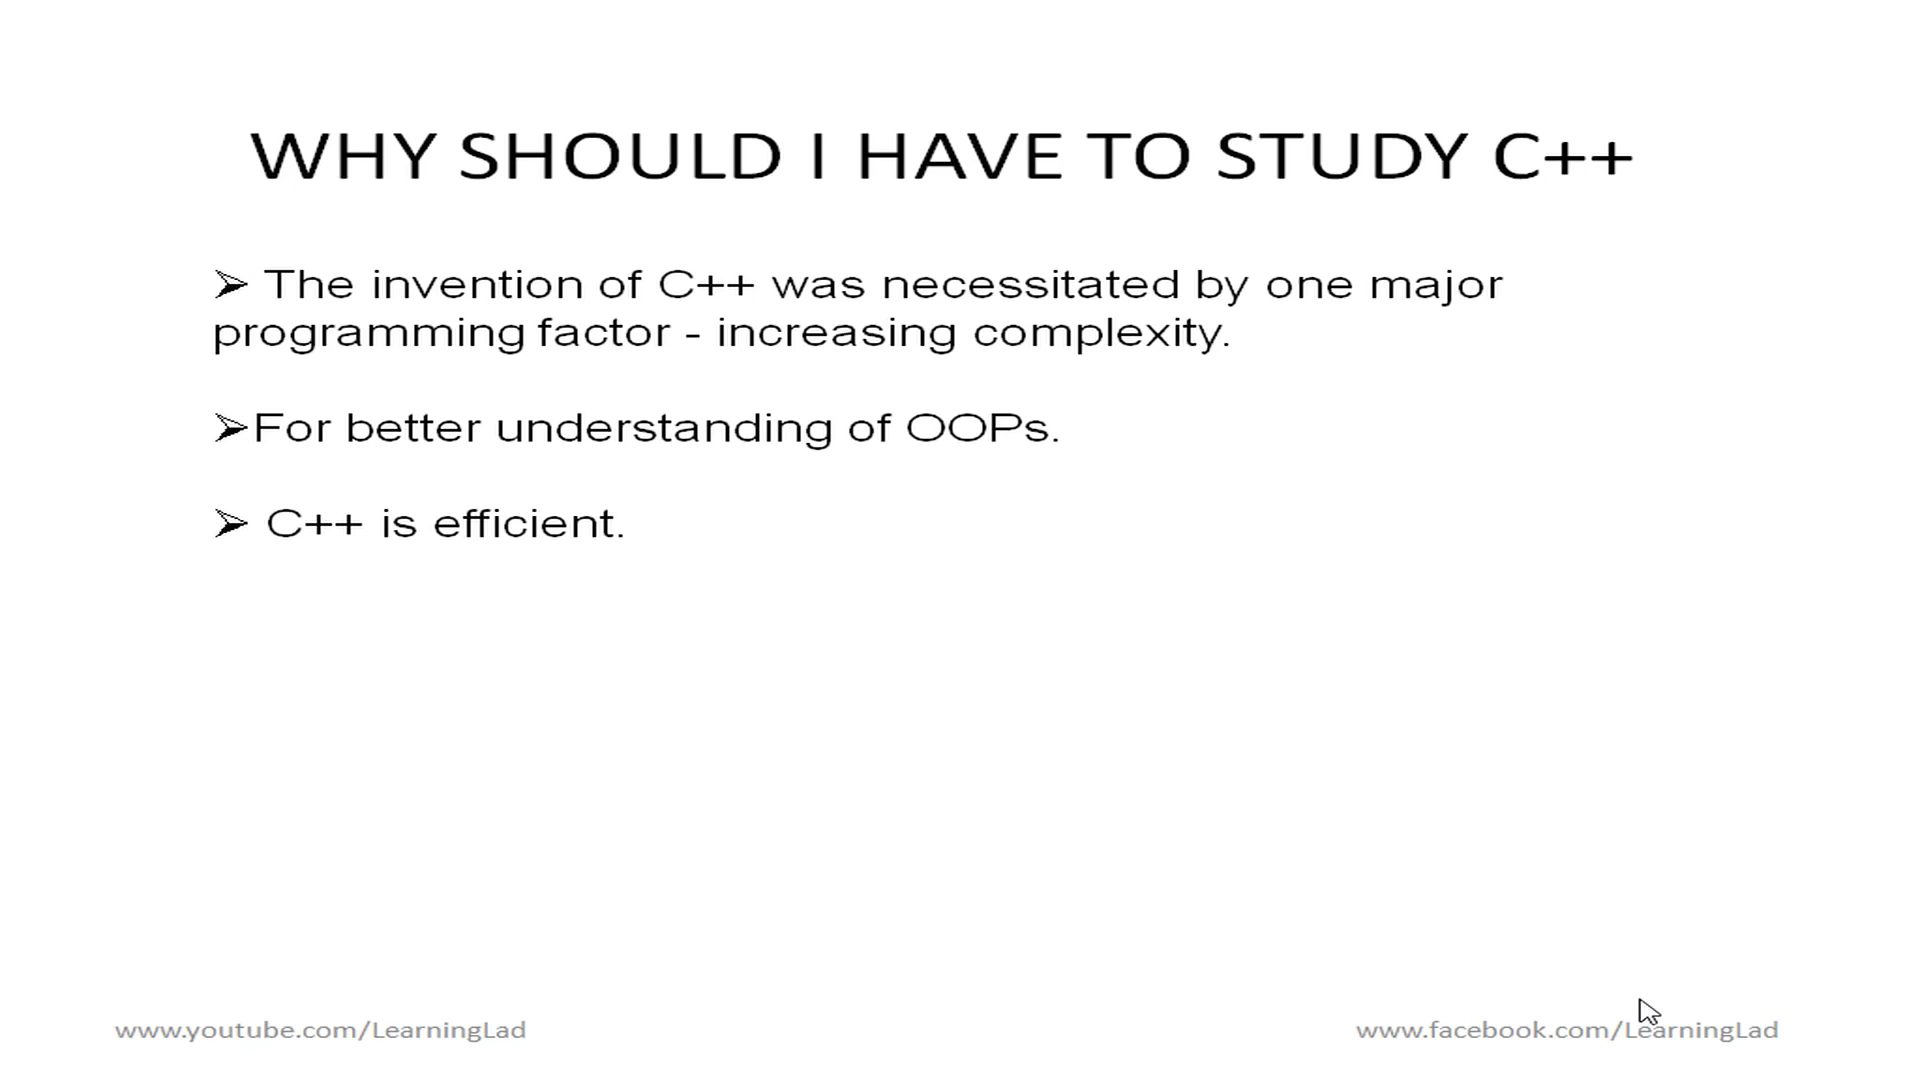 WHY SHOULD I HAVE TO STUDY C++
➢ The invention of C++ was necessitated by one major
programming factor - increasing complexity.
➢For better understanding of OOPs.
➢ C++ is efficient.
www.youtube.com/LearningLad
www.facebook.com/LearningLad